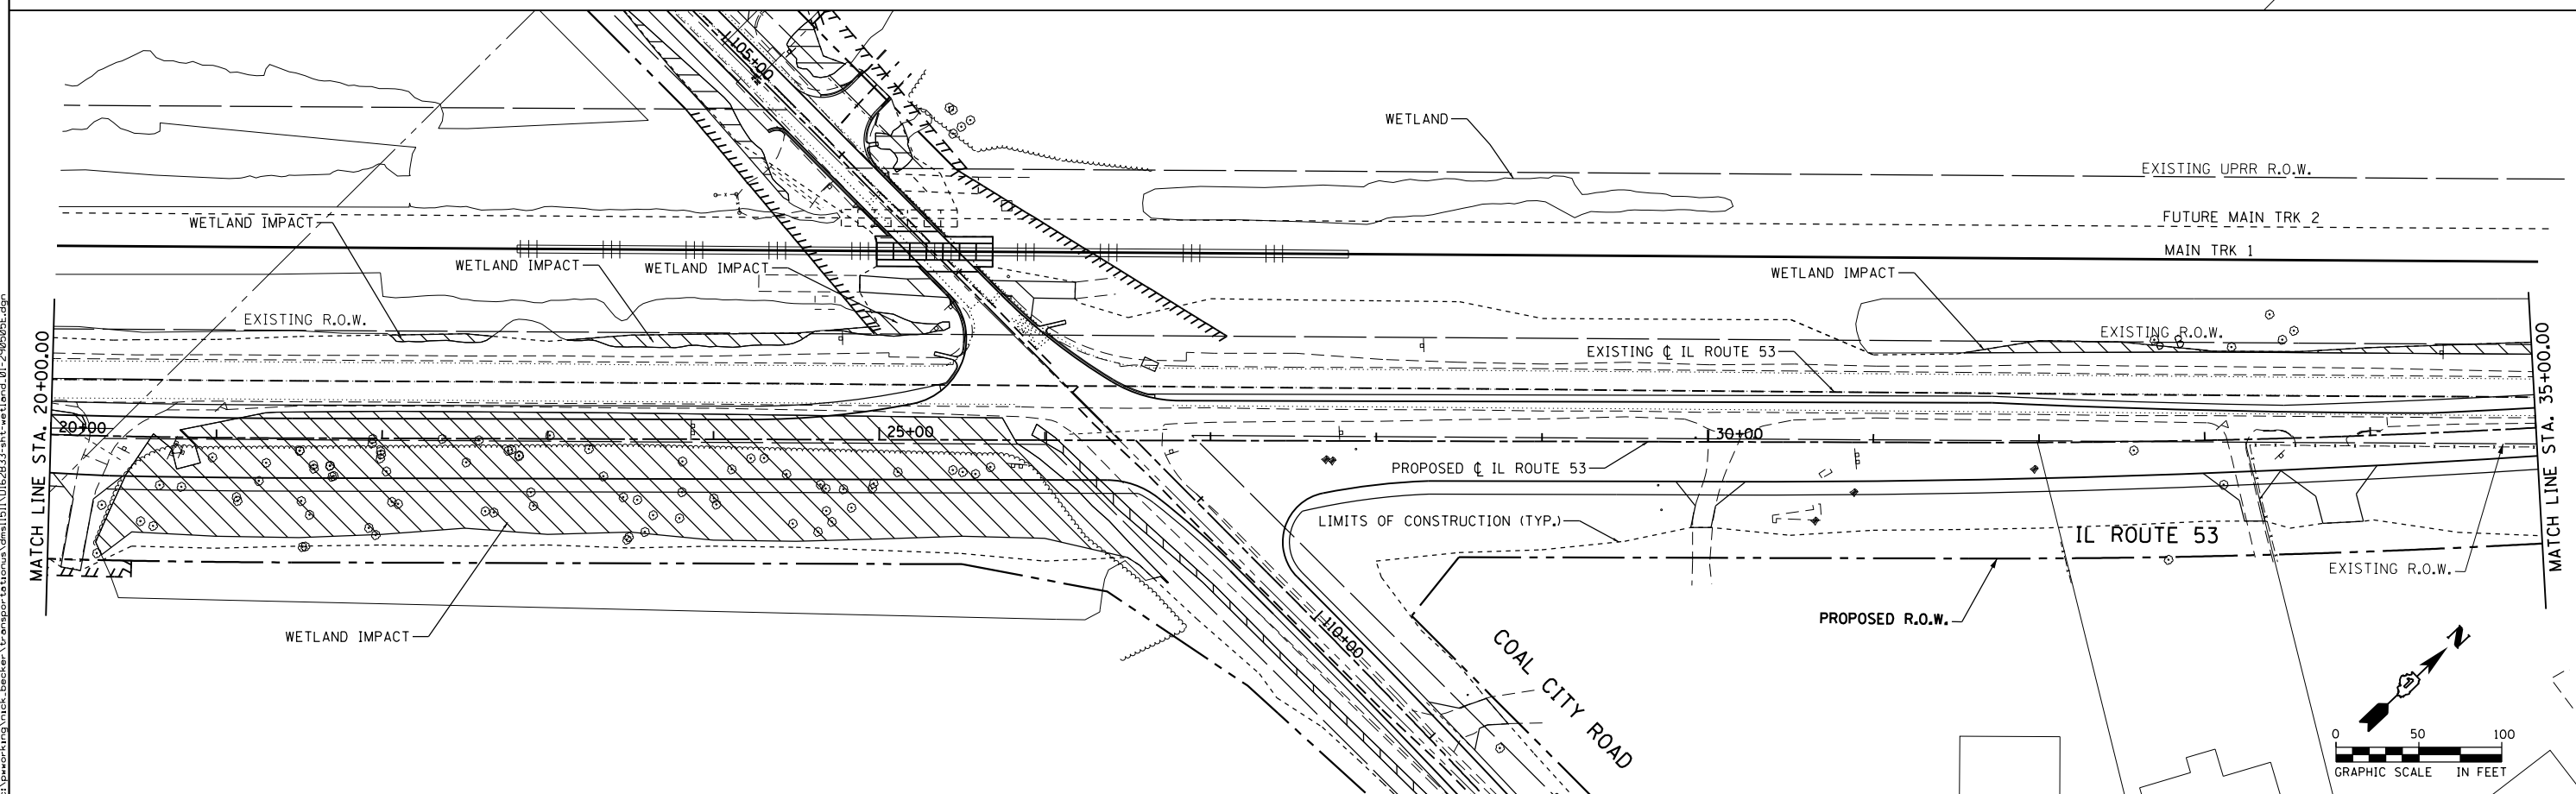 105+00
WETLAND
EXISTING UPRR R.O.W.
WETLAND IMPACT
FUTURE MAIN TRK 2
MAIN TRK 1
WETLAND IMPACT
WETLAND IMPACT
WETLAND IMPACT
EXISTING R.O.W.
EXISTING R.O.W.
EXISTING ℄ IL ROUTE 53
MATCH LINE STA. 20+00.00
MATCH LINE STA. 35+00.00
20+00
25+00
30+00
PROPOSED ℄ IL ROUTE 53
LIMITS OF CONSTRUCTION (TYP.)
IL ROUTE 53
EXISTING R.O.W.
PROPOSED R.O.W.
WETLAND IMPACT
110+00
COAL CITY ROAD
N
0 50 100
GRAPHIC SCALE IN FEET